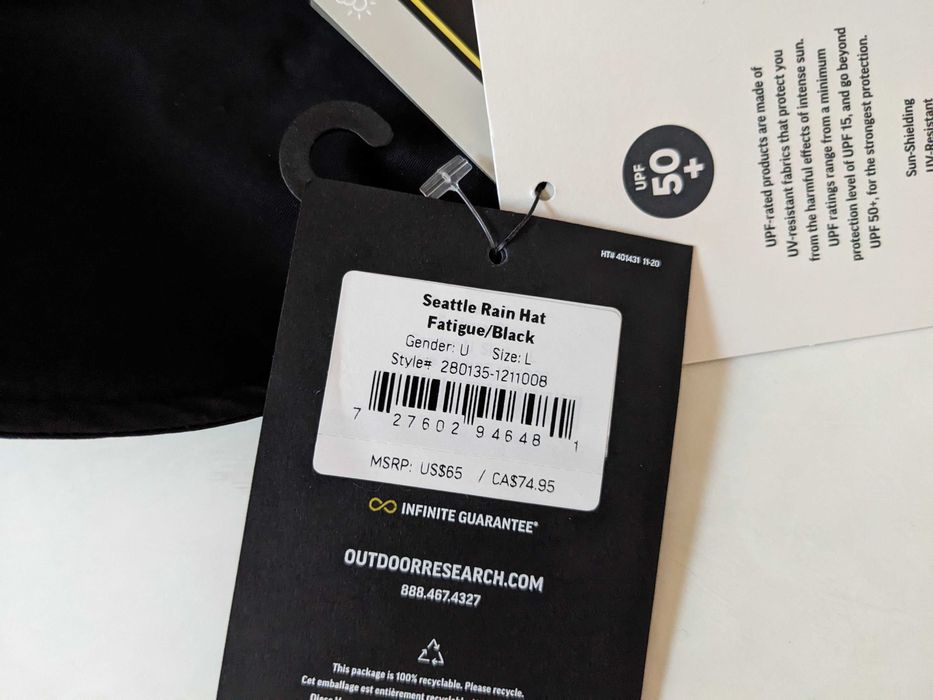 HT# 401431 11-20
Seattle Rain Hat
Fatigue/Black
Gender: U Size: L
Style# 280135-1211008
7 27602 94648 1
MSRP: US$65 / CA$74.95
INFINITE GUARANTEE®
OUTDOORRESEARCH.COM
888.467.4327
This package is 100% recyclable. Please recycle.
Cet emballage est entièrement
UPF
50+
UPF-rated products are made of
UV-resistant fabrics that protect you
from the harmful effects of intense sun.
UPF ratings range from a minimum
protection level of UPF 15, and go beyond
UPF 50+, for the strongest protection.
Sun-Shielding
UV-Resistant